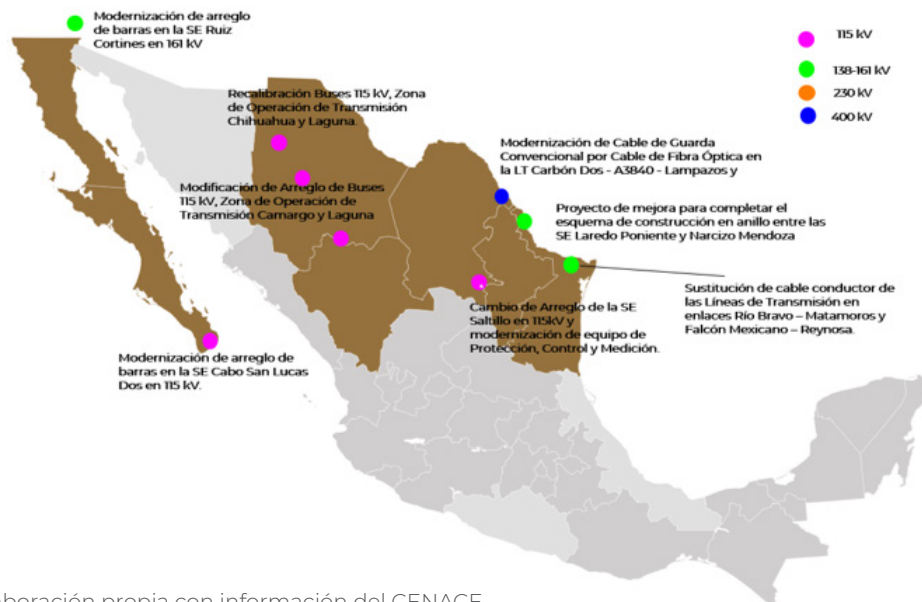 Modernización de arreglo
de barras en la SE Ruiz
Cortines en 161 kV
115 kV
138-161 kV
230 kV
400 kV
Recalibración Buses 115 kV, Zona
de Operación de Transmisión
Chihuahua y Laguna.
Modernización de Cable de Guarda
Convencional por Cable de Fibra Óptica en
la LT Carbón Dos - A3840 - Lampazos y
Modificación de Arreglo de Buses
115 kV, Zona de Operación de
Transmisión Camargo y Laguna
Proyecto de mejora para completar el
esquema de construcción en anillo entre las
SE Laredo Poniente y Narcizo Mendoza
Sustitución de cable conductor de
las Líneas de Transmisión en
enlaces Río Bravo – Matamoros y
Falcón Mexicano – Reynosa.
Cambio de Arreglo de la SE
Saltillo en 115kV y
modernización de equipo de
Protección, Control y Medición.
Modernización de arreglo de
barras en la SE Cabo San Lucas
Dos en 115 kV.
boración propia con información del CENACE